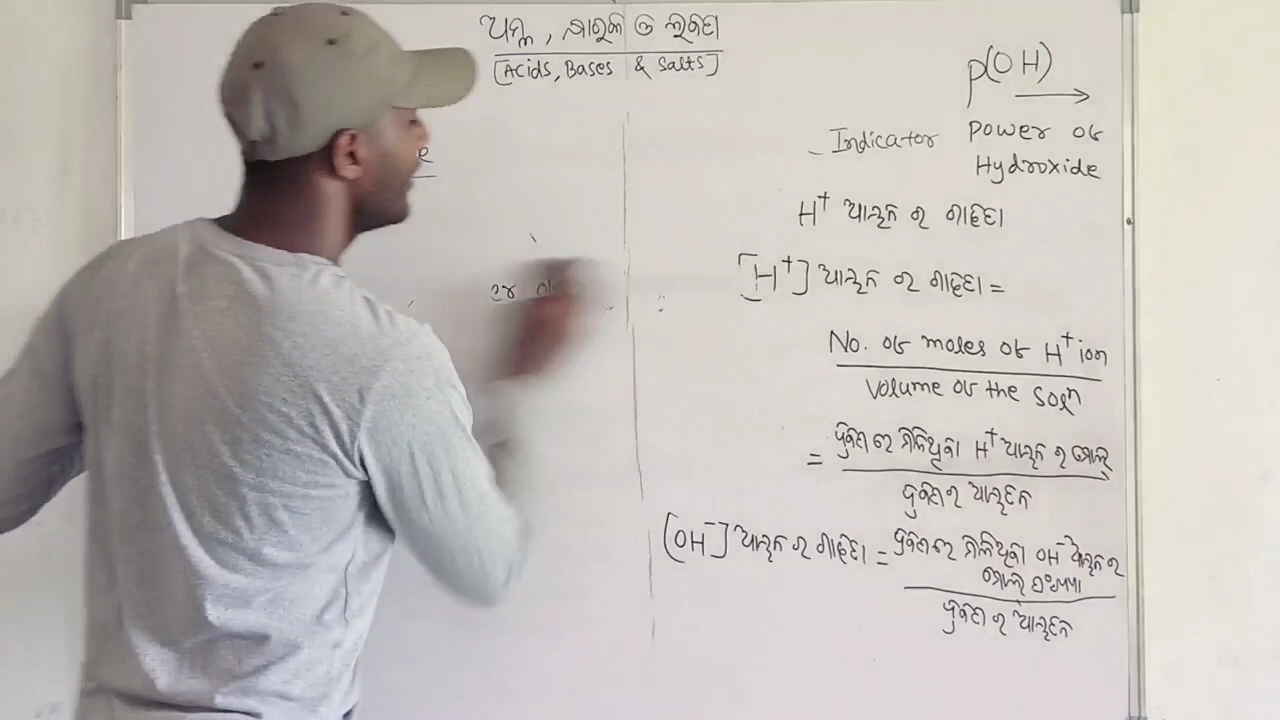 ଅମ୍ଳ, କ୍ଷାରକ ଓ ଲବଣ
[Acids, Bases & Salts]
p(OH)
Indicator
Power of
Hydroxide
H⁺ ଆୟନ ର ଗାଢ଼ତା
[H⁺] ଆୟନ ର ଗାଢ଼ତା =
No. of moles of H⁺ ion
Volume of the solⁿ
= ଦ୍ରବଣ ରେ ମିଳିଥିବା H⁺ ଆୟନ ର ମୋଲ୍
ଦ୍ରବଣ ର ଆୟତନ
[OH⁻] ଆୟନ ର ଗାଢ଼ତା = ଦ୍ରବଣ ରେ ମିଳିଥିବା OH⁻ ଆୟନ ର
ମୋଲ ସଂଖ୍ୟା
ଦ୍ରବଣ ର ଆୟତନ